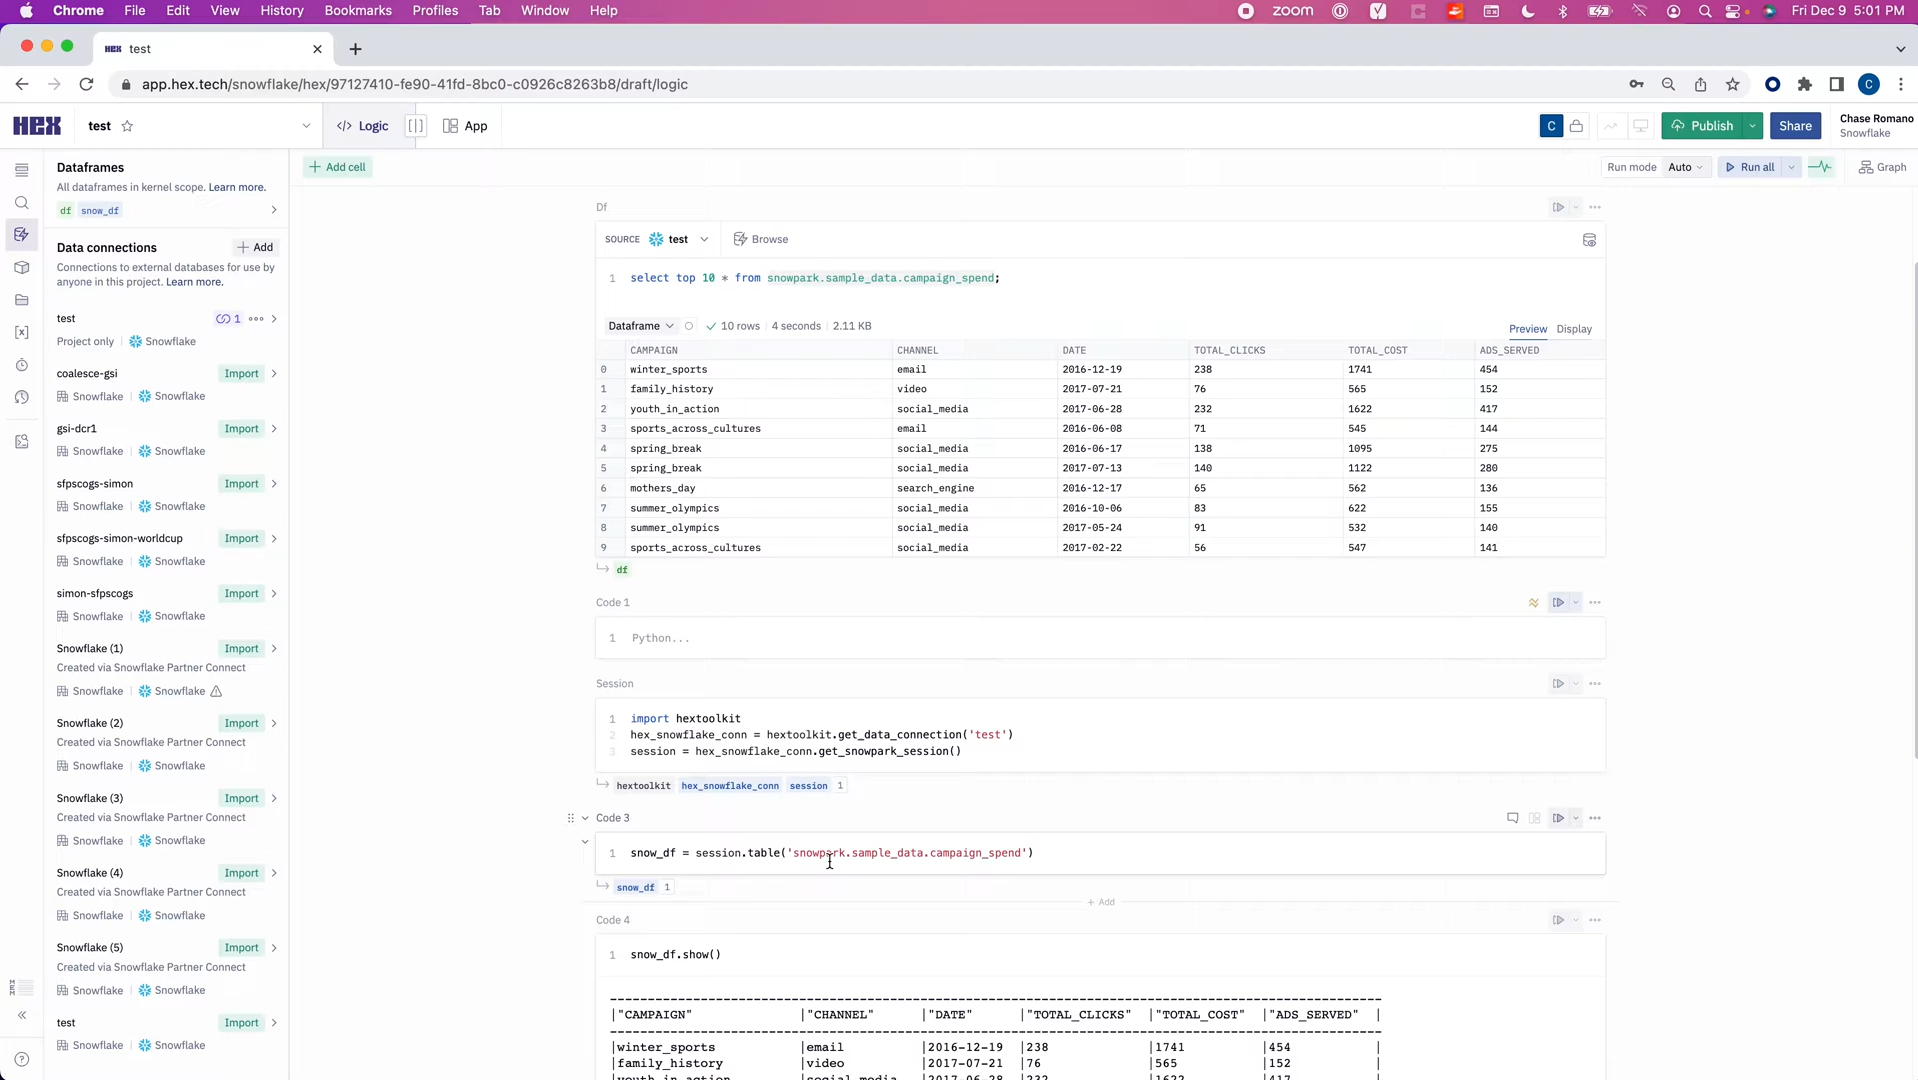 Chrome File Edit View History Bookmarks Profiles Tab Window Help zoom Fri Dec 9 5:01 PM
HEX test
app.hex.tech/snowflake/hex/97127410-fe90-41fd-8bc0-c0926c8263b8/draft/logic C
HEX test </> Logic App C Publish Share Chase Romano
Snowflake
Dataframes
All dataframes in kernel scope. Learn more.
df snow_df
Data connections + Add
Connections to external databases for use by
anyone in this project. Learn more.
test 1
Project only Snowflake
coalesce-gsi Import
Snowflake Snowflake
gsi-dcr1 Import
Snowflake Snowflake
sfpscogs-simon Import
Snowflake Snowflake
sfpscogs-simon-worldcup Import
Snowflake Snowflake
simon-sfpscogs Import
Snowflake Snowflake
Snowflake (1) Import
Created via Snowflake Partner Connect
Snowflake Snowflake
Snowflake (2) Import
Created via Snowflake Partner Connect
Snowflake Snowflake
Snowflake (3) Import
Created via Snowflake Partner Connect
Snowflake Snowflake
Snowflake (4) Import
Created via Snowflake Partner Connect
Snowflake Snowflake
Snowflake (5) Import
Created via Snowflake Partner Connect
Snowflake Snowflake
test Import
Snowflake Snowflake
+ Add cell Run mode Auto Run all Graph
Df
SOURCE test Browse
1 select top 10 * from snowpark.sample_data.campaign_spend;
Dataframe 10 rows 4 seconds 2.11 KB Preview Display
CAMPAIGN CHANNEL DATE TOTAL_CLICKS TOTAL_COST ADS_SERVED
0 winter_sports email 2016-12-19 238 1741 454
1 family_history video 2017-07-21 76 565 152
2 youth_in_action social_media 2017-06-28 232 1622 417
3 sports_across_cultures email 2016-06-08 71 545 144
4 spring_break social_media 2016-06-17 138 1095 275
5 spring_break social_media 2017-07-13 140 1122 280
6 mothers_day search_engine 2016-12-17 65 562 136
7 summer_olympics social_media 2016-10-06 83 622 155
8 summer_olympics social_media 2017-05-24 91 532 140
9 sports_across_cultures social_media 2017-02-22 56 547 141
df
Code 1
1 Python...
Session
1 import hextoolkit
2 hex_snowflake_conn = hextoolkit.get_data_connection('test')
3 session = hex_snowflake_conn.get_snowpark_session()
hextoolkit hex_snowflake_conn session 1
Code 3
1 snow_df = session.table('snowpark.sample_data.campaign_spend')
snow_df 1
+ Add
Code 4
1 snow_df.show()
|"CAMPAIGN" |"CHANNEL" |"DATE" |"TOTAL_CLICKS" |"TOTAL_COST" |"ADS_SERVED" |
|winter_sports |email |2016-12-19 |238 |1741 |454 |
|family_history |video |2017-07-21 |76 |565 |152 |
|youth_in_action |social_media |2017-06-28 |232 |1622 |417 |